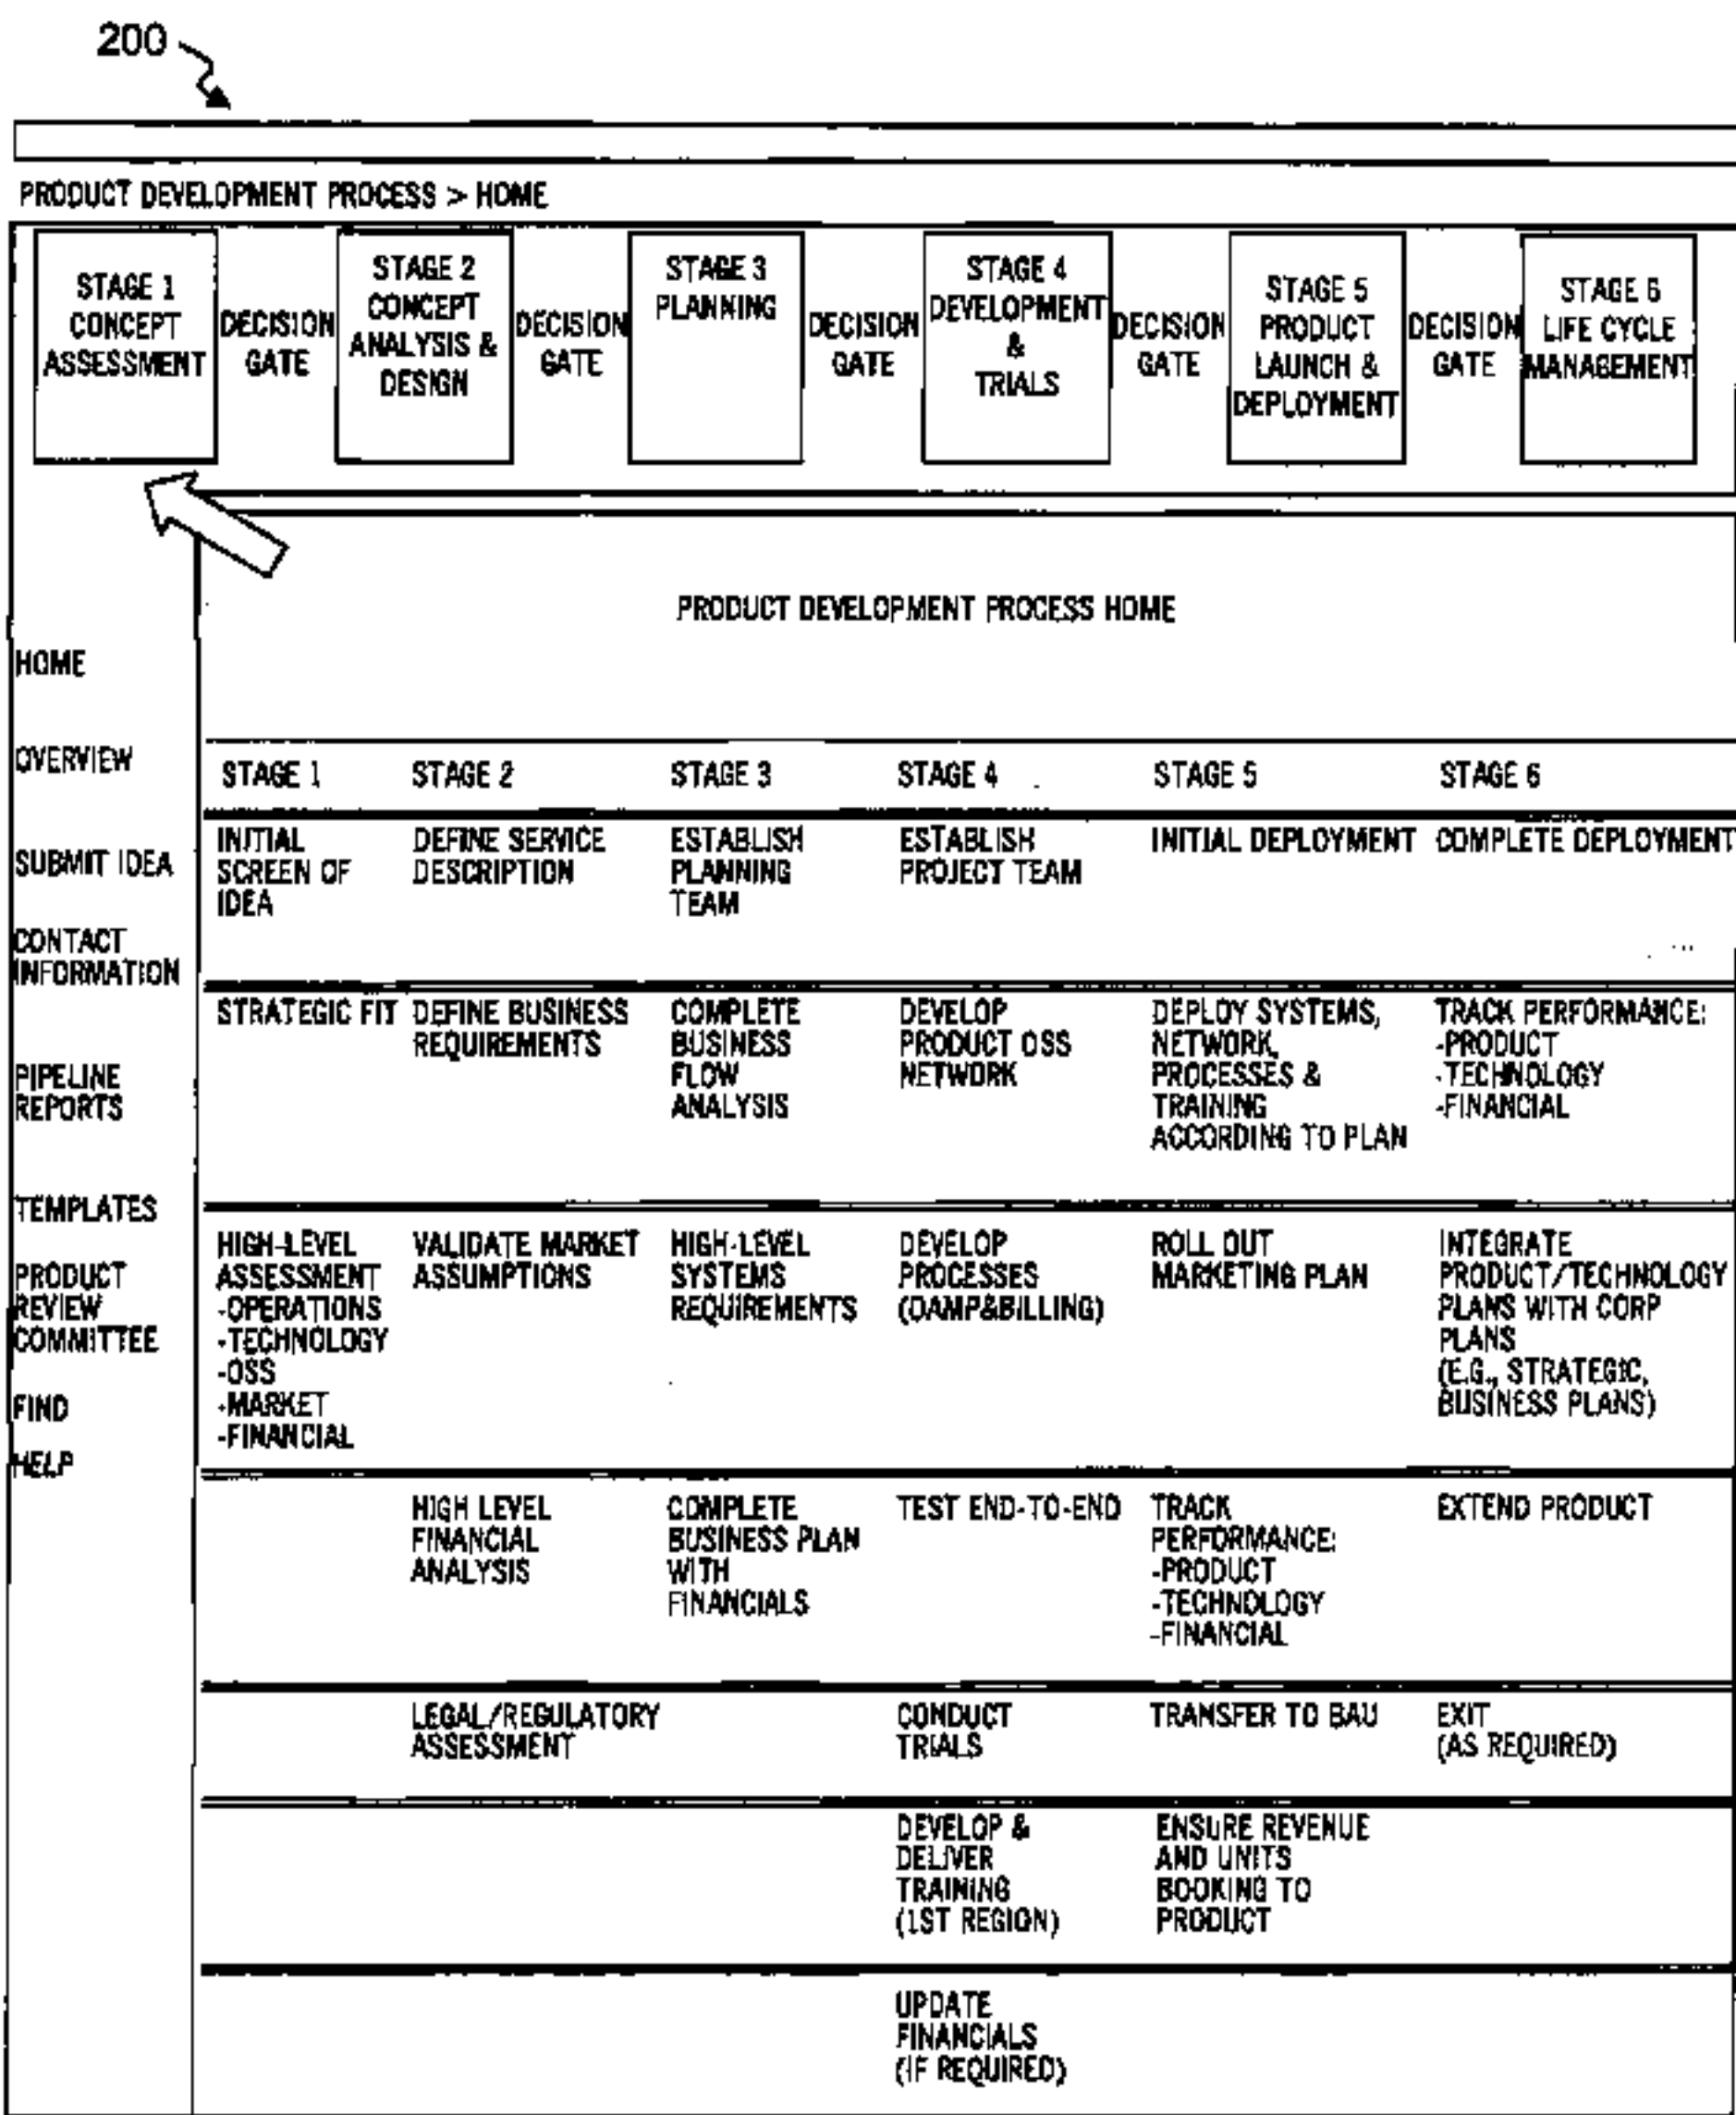 200
PRODUCT DEVELOPMENT PROCESS > HOME
STAGE 1
CONCEPT
ASSESSMENT
DECISION
GATE
STAGE 2
CONCEPT
ANALYSIS &
DESIGN
DECISION
GATE
STAGE 3
PLANNING
DECISION
GATE
STAGE 4
DEVELOPMENT
&
TRIALS
DECISION
GATE
STAGE 5
PRODUCT
LAUNCH &
DEPLOYMENT
DECISION
GATE
STAGE 6
LIFE CYCLE
MANAGEMENT
HOME
OVERVIEW
SUBMIT IDEA
CONTACT
INFORMATION
PIPELINE
REPORTS
TEMPLATES
PRODUCT
REVIEW
COMMITTEE
FIND
HELP
PRODUCT DEVELOPMENT PROCESS HOME
STAGE 1 STAGE 2 STAGE 3 STAGE 4 STAGE 5 STAGE 6
INITIAL
SCREEN OF
IDEA
DEFINE SERVICE
DESCRIPTION
ESTABLISH
PLANNING
TEAM
ESTABLISH
PROJECT TEAM
INITIAL DEPLOYMENT
COMPLETE DEPLOYMENT
STRATEGIC FIT
DEFINE BUSINESS
REQUIREMENTS
COMPLETE
BUSINESS
FLOW
ANALYSIS
DEVELOP
PRODUCT OSS
NETWORK
DEPLOY SYSTEMS,
NETWORK,
PROCESSES &
TRAINING
ACCORDING TO PLAN
TRACK PERFORMANCE:
-PRODUCT
-TECHNOLOGY
-FINANCIAL
HIGH-LEVEL
ASSESSMENT
-OPERATIONS
-TECHNOLOGY
-OSS
-MARKET
-FINANCIAL
VALIDATE MARKET
ASSUMPTIONS
HIGH-LEVEL
SYSTEMS
REQUIREMENTS
DEVELOP
PROCESSES
(OAMP&BILLING)
ROLL OUT
MARKETING PLAN
INTEGRATE
PRODUCT/TECHNOLOGY
PLANS WITH CORP
PLANS
(E.G., STRATEGIC,
BUSINESS PLANS)
HIGH LEVEL
FINANCIAL
ANALYSIS
COMPLETE
BUSINESS PLAN
WITH
FINANCIALS
TEST END-TO-END
TRACK
PERFORMANCE:
-PRODUCT
-TECHNOLOGY
-FINANCIAL
EXTEND PRODUCT
LEGAL/REGULATORY
ASSESSMENT
CONDUCT
TRIALS
TRANSFER TO BAU
EXIT
(AS REQUIRED)
DEVELOP &
DELIVER
TRAINING
(1ST REGION)
ENSURE REVENUE
AND UNITS
BOOKING TO
PRODUCT
UPDATE
FINANCIALS
(IF REQUIRED)